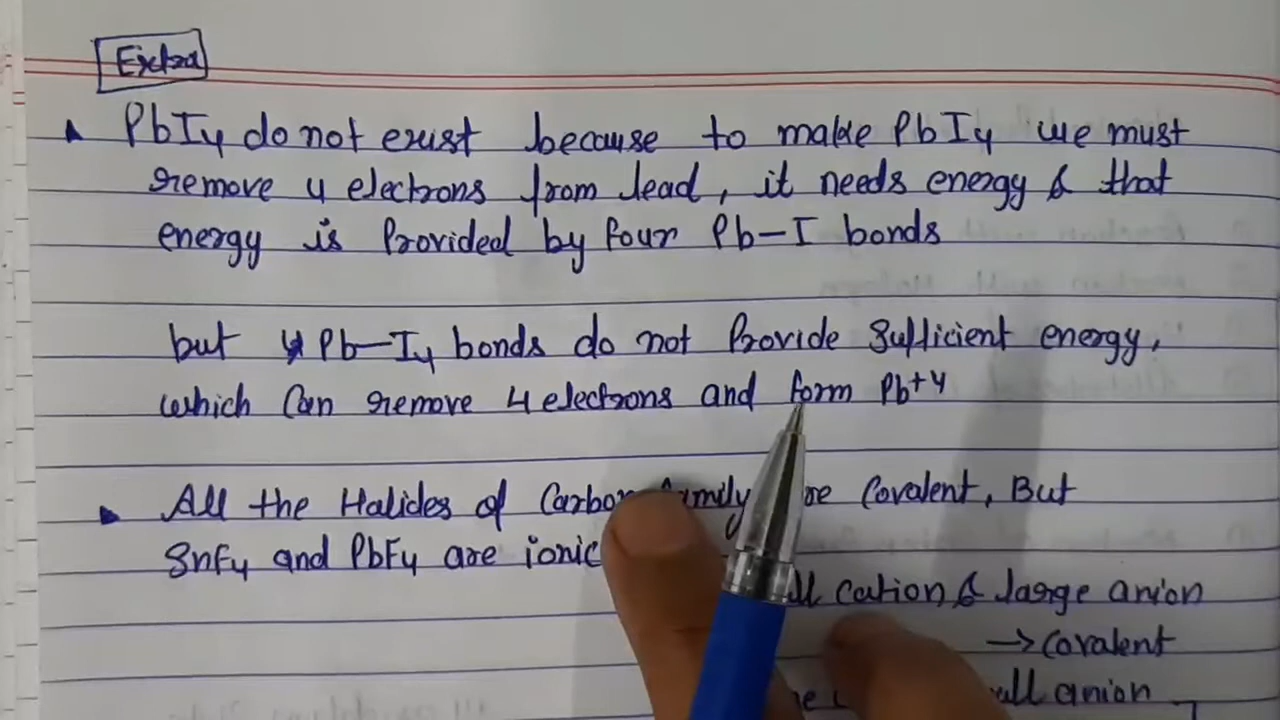 Extra
PbI4 do not exist because to make PbI4 we must
remove 4 electrons from lead, it needs energy & that
energy is Provided by four Pb-I bonds
but 4 Pb-I4 bonds do not Provide Sufficient energy,
which Can remove 4 electrons and form Pb+4
All the Halides of Carbon family are Covalent, But
SnF4 and PbF4 are ionic
cation & large anion
→ Covalent
anion